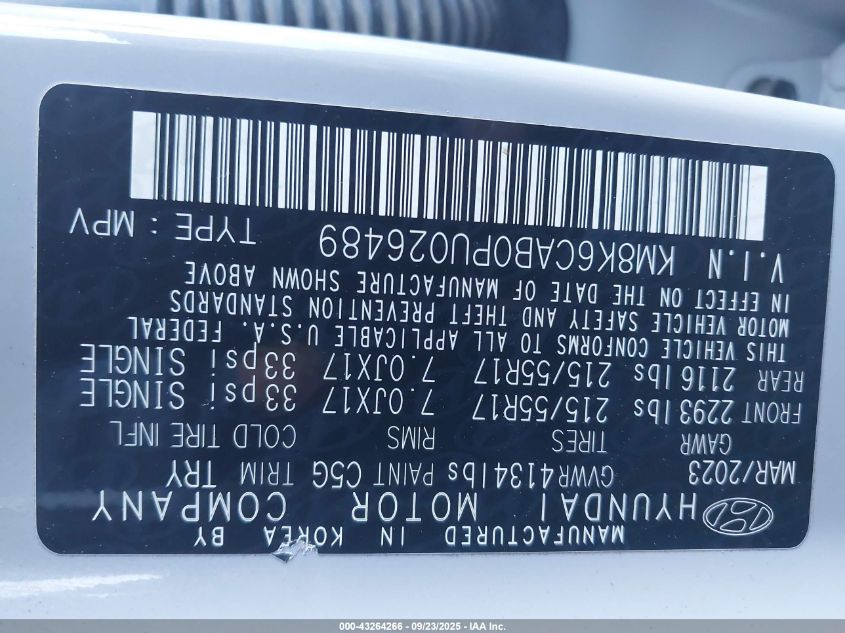 MANUFACTURED IN KOREA BY
HYUNDAI MOTOR COMPANY
MAR/2023 GVWR4134lbs PAINT C5G TRIM TRY
GAWR TIRES RIMS COLD TIRE INFL
FRONT 2293lbs 215/55R17 7.0JX17 33psi SINGLE
REAR 2116lbs 215/55R17 7.0JX17 33psi SINGLE
THIS VEHICLE CONFORMS TO ALL APPLICABLE U.S.A. FEDERAL
MOTOR VEHICLE SAFETY AND THEFT PREVENTION STANDARDS
IN EFFECT ON THE DATE OF MANUFACTURE SHOWN ABOVE
V.I.N KM8K6CAB0PU026489 TYPE : MPV
000-43264266 - 09/23/2025 - IAA Inc.